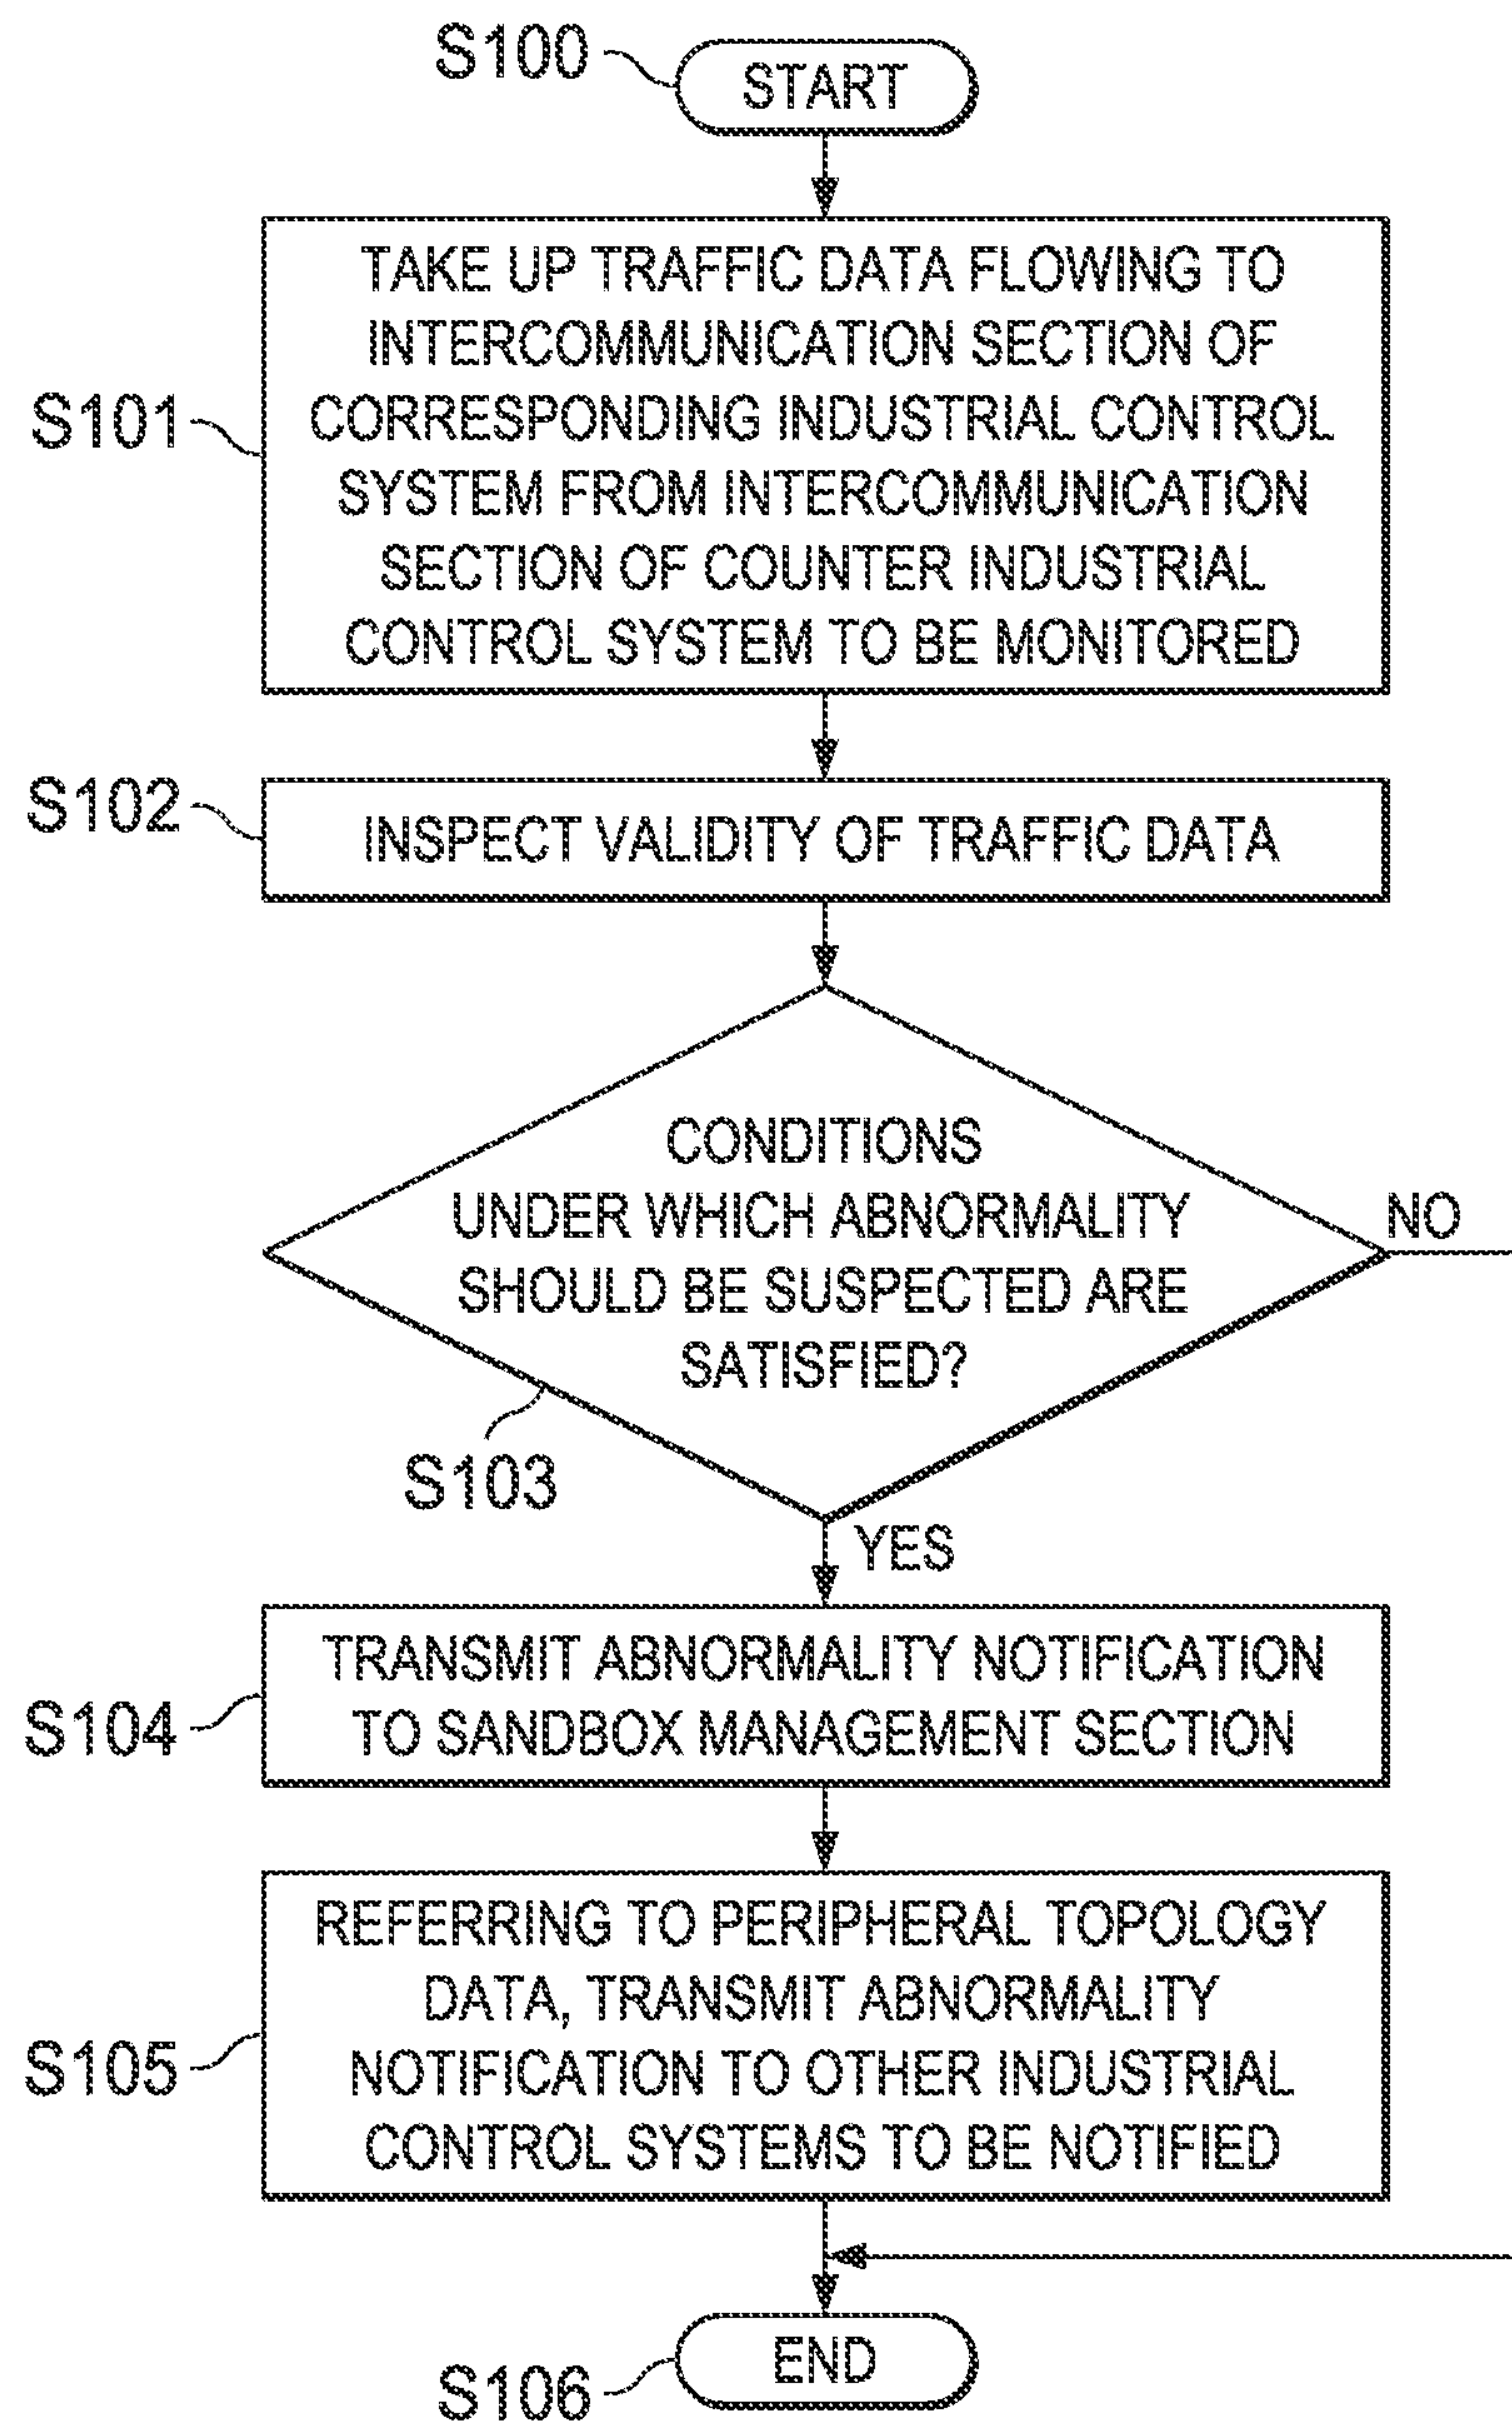 S100
START
S101
TAKE UP TRAFFIC DATA FLOWING TO
INTERCOMMUNICATION SECTION OF
CORRESPONDING INDUSTRIAL CONTROL
SYSTEM FROM INTERCOMMUNICATION
SECTION OF COUNTER INDUSTRIAL
CONTROL SYSTEM TO BE MONITORED
S102
INSPECT VALIDITY OF TRAFFIC DATA
CONDITIONS
UNDER WHICH ABNORMALITY
SHOULD BE SUSPECTED ARE
SATISFIED?
NO
S103
YES
S104
TRANSMIT ABNORMALITY NOTIFICATION
TO SANDBOX MANAGEMENT SECTION
S105
REFERRING TO PERIPHERAL TOPOLOGY
DATA, TRANSMIT ABNORMALITY
NOTIFICATION TO OTHER INDUSTRIAL
CONTROL SYSTEMS TO BE NOTIFIED
END
S106